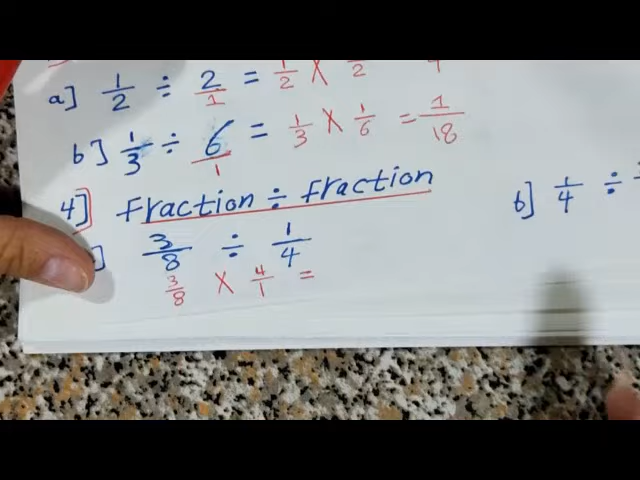 a] 1/2 ÷ 2/1 = 1/2 X /2
b] 1/3 ÷ 6/1 = 1/3 X 1/6 = 1/18
4] Fraction ÷ Fraction
] 3/8 ÷ 1/4
3/8 X 4/1 =
b] 1/4 ÷